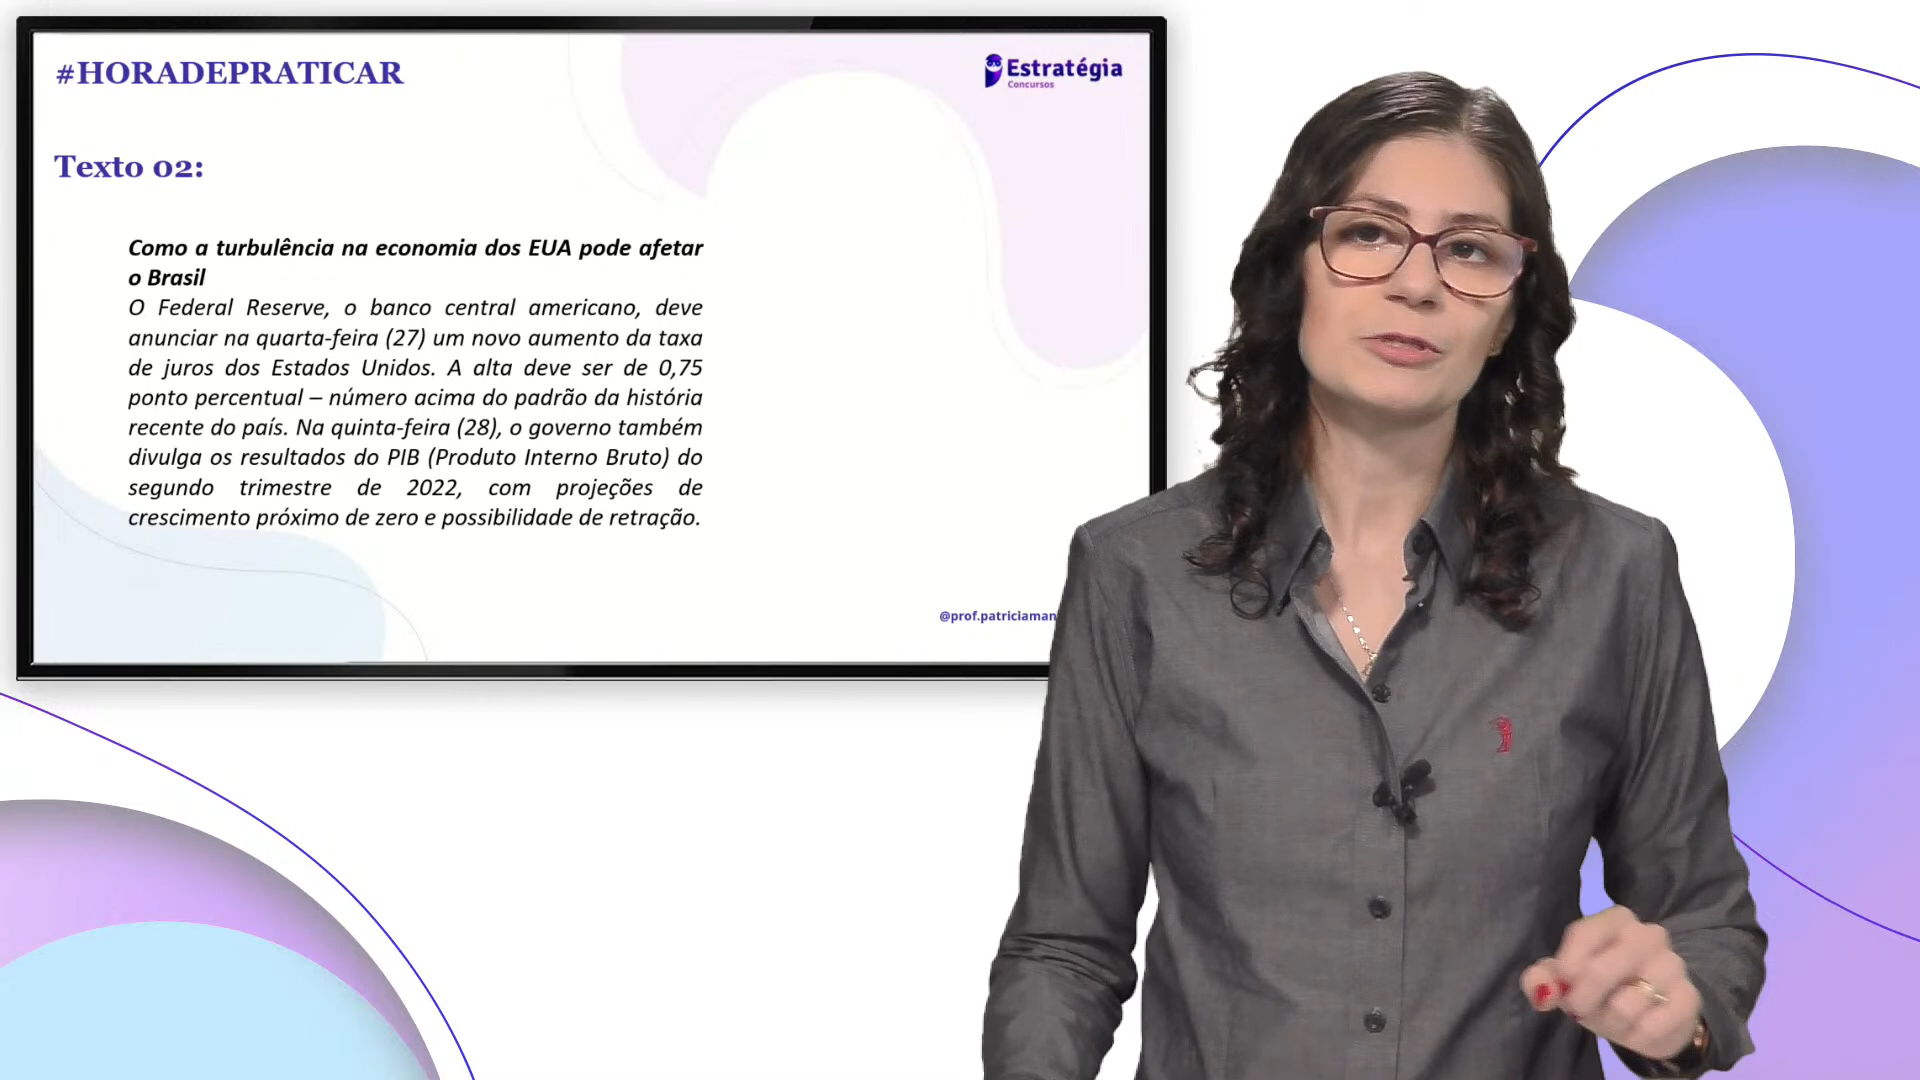 #HORADEPRATICAR
Estratégia
Concursos
Texto 02:
Como a turbulência na economia dos EUA pode afetar
o Brasil
O Federal Reserve, o banco central americano, deve
anunciar na quarta-feira (27) um novo aumento da taxa
de juros dos Estados Unidos. A alta deve ser de 0,75
ponto percentual – número acima do padrão da história
recente do país. Na quinta-feira (28), o governo também
divulga os resultados do PIB (Produto Interno Bruto) do
segundo trimestre de 2022, com projeções de
crescimento próximo de zero e possibilidade de retração.